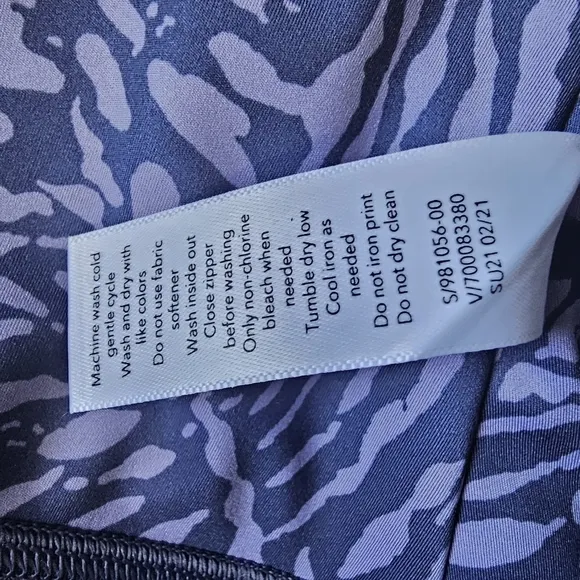 Machine wash cold
gentle cycle
Wash and dry with
like colors
Do not use fabric
softener
Wash inside out
Close zipper
before washing
Only non-chlorine
bleach when
needed
Tumble dry low
Cool iron as
needed
Do not iron print
Do not dry clean
S/981056-00
V/700083380
SU21 02/21